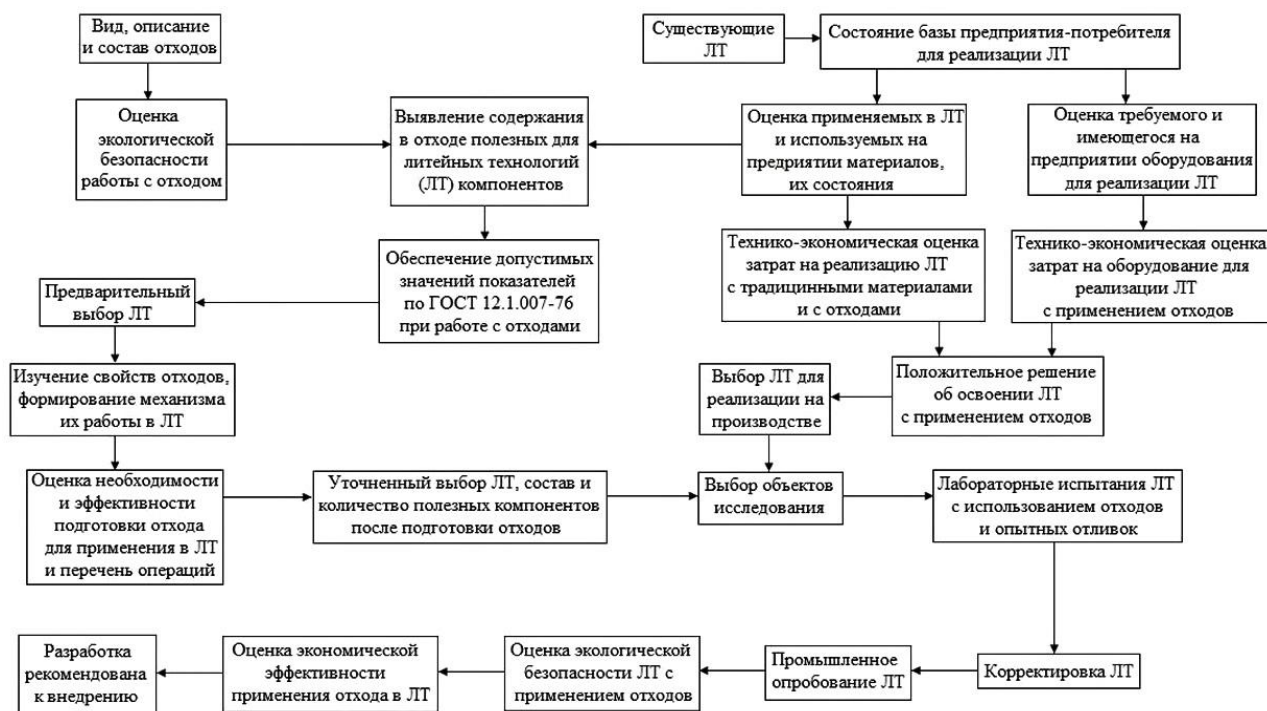 Вид, описание
и состав отходов
Существующие
ЛТ
Состояние базы предприятия-потребителя
для реализации ЛТ
Оценка
экологической
безопасности
работы с отходом
Выявление содержания
в отходе полезных для
литейных технологий
(ЛТ) компонентов
Оценка применяемых в ЛТ
и используемых на
предриятии материалов,
их состояния
Оценка требуемого и
имеющегося на
предприятии оборудования
для реализации ЛТ
Обеспечение допустимых
значений показателей
по ГОСТ 12.1.007-76
при работе с отходами
Технико-экономическая оценка
затрат на реализацию ЛТ
с традицинными материалами
и с отходами
Технико-экономическая оценка
затрат на оборудование для
реализации ЛТ
с применением отходов
Предварительный
выбор ЛТ
Изучение свойств отходов,
формирование механизма
их работы в ЛТ
Выбор ЛТ для
реализации на
производстве
Положительное решение
об освоении ЛТ
с применением отходов
Оценка необходимости
и эффективности
подготовки отхода
для применения в ЛТ
и перечень операций
Уточненный выбор ЛТ, состав и
количество полезных компонентов
после подготовки отходов
Выбор объектов
исследования
Лабораторные испытания ЛТ
с использованием отходов
и опытных отливок
Разработка
рекомендована
к внедрению
Оценка экономической
эффективности
применения отхода в ЛТ
Оценка экологической
безопасности ЛТ с
применением отходов
Промышленное
опробование ЛТ
Корректировка ЛТ